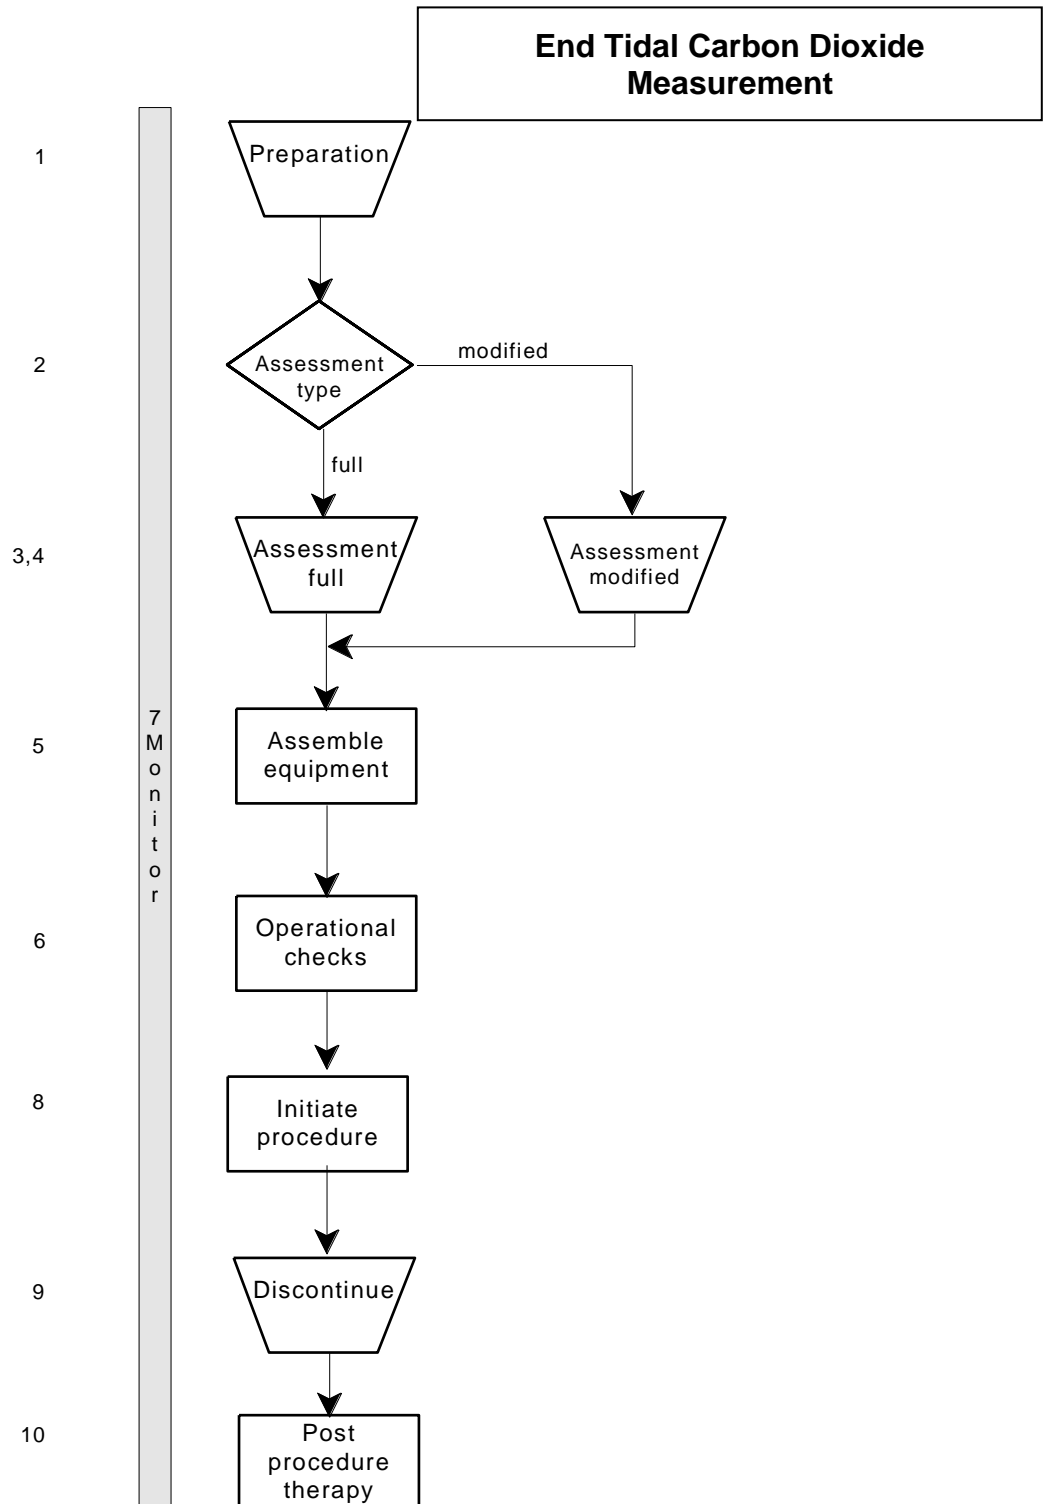 End Tidal Carbon Dioxide
Measurement
1
Preparation
2
Assessment
type
modified
full
3,4
Assessment
full
Assessment
modified
7
M
o
n
i
t
o
r
5
Assemble
equipment
6
Operational
checks
8
Initiate
procedure
9
Discontinue
10
Post
procedure
therapy